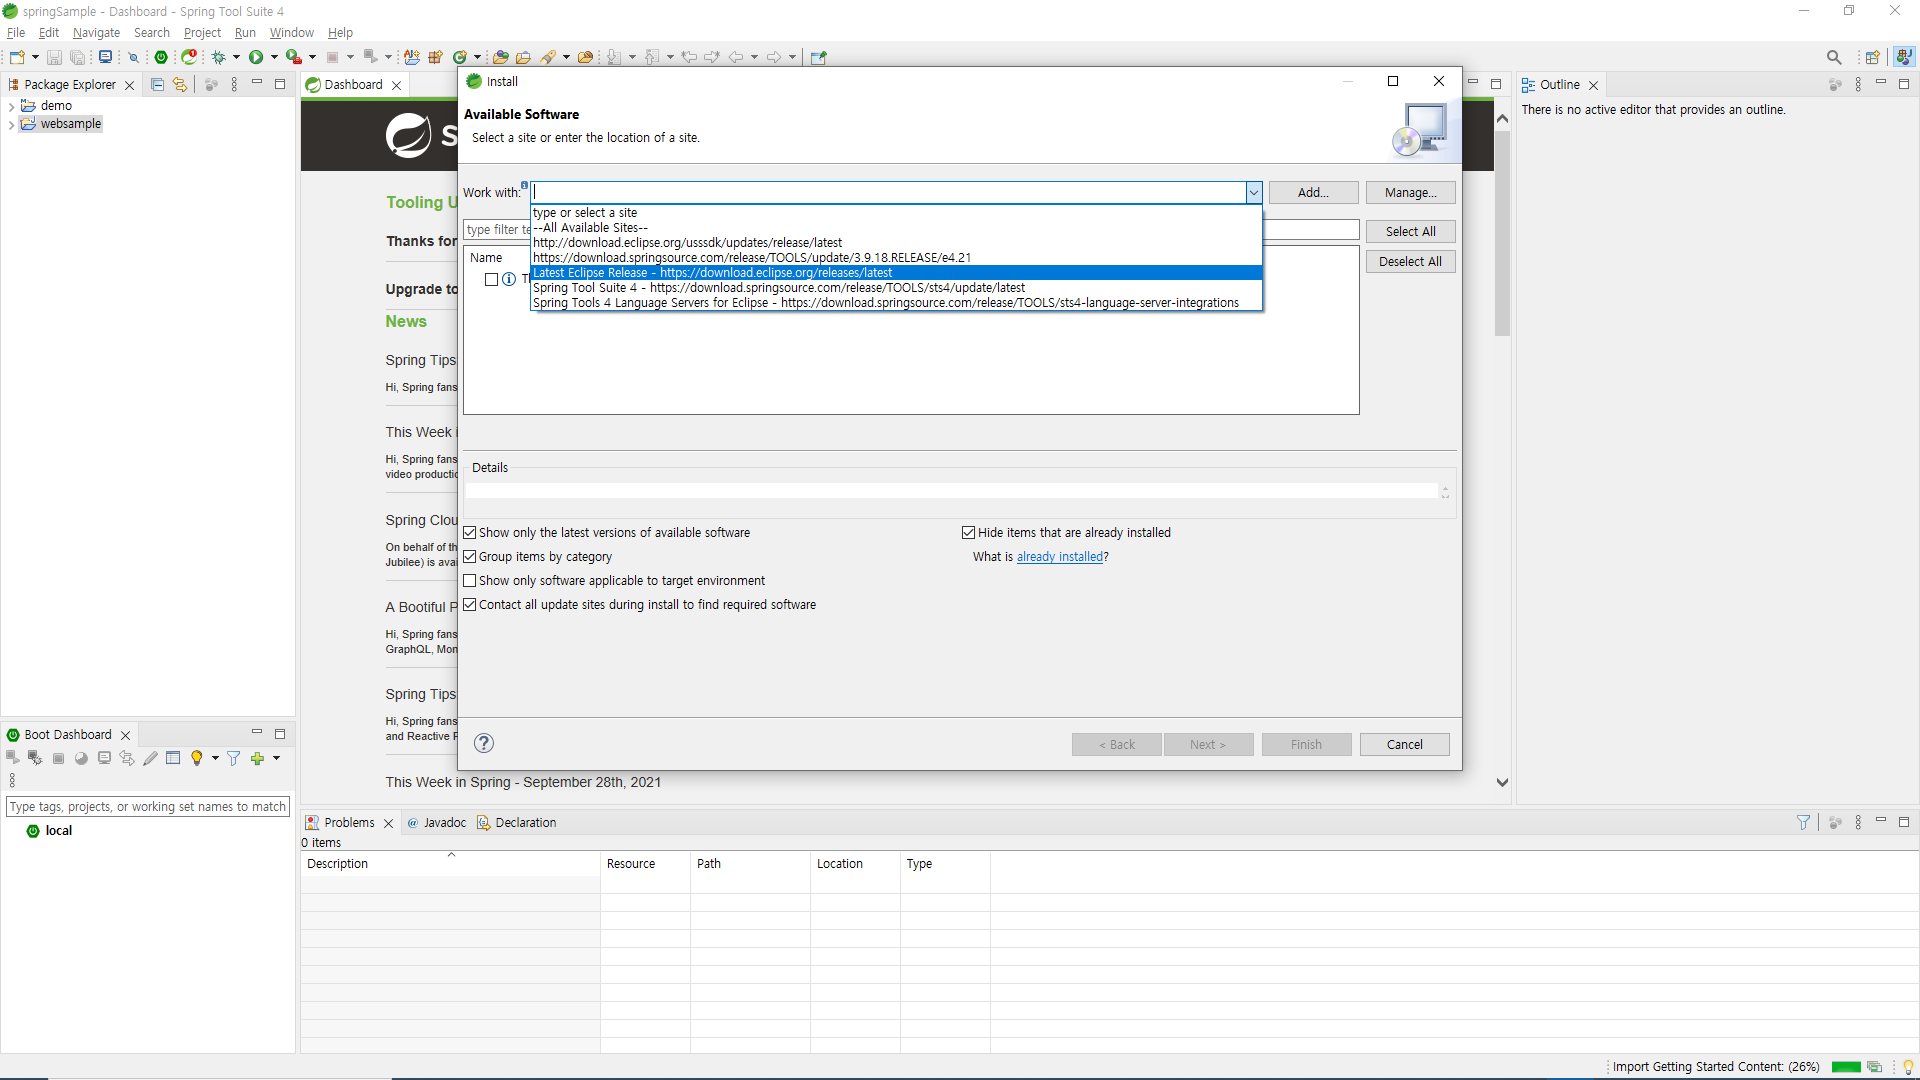 springSample - Dashboard - Spring Tool Suite 4
File Edit Navigate Search Project Run Window Help
Package Explorer
demo
websample
Dashboard
S
Tooling U
Thanks for
Upgrade to
News
Spring Tips
Hi, Spring fans
This Week i
Hi, Spring fans
video productio
Spring Clou
On behalf of th
Jubilee) is avai
A Bootiful P
Hi, Spring fans
GraphQL, Mon
Spring Tips
Hi, Spring fans
and Reactive P
This Week in Spring - September 28th, 2021
Install
Available Software
Select a site or enter the location of a site.
Work with:
Add...
Manage...
type or select a site
--All Available Sites--
http://download.eclipse.org/usssdk/updates/release/latest
https://download.springsource.com/release/TOOLS/update/3.9.18.RELEASE/e4.21
Latest Eclipse Release - https://download.eclipse.org/releases/latest
Spring Tool Suite 4 - https://download.springsource.com/release/TOOLS/sts4/update/latest
Spring Tools 4 Language Servers for Eclipse - https://download.springsource.com/release/TOOLS/sts4-language-server-integrations
type filter te
Select All
Name
Deselect All
Details
Show only the latest versions of available software
Hide items that are already installed
Group items by category
What is already installed?
Show only software applicable to target environment
Contact all update sites during install to find required software
< Back
Next >
Finish
Cancel
Outline
There is no active editor that provides an outline.
Boot Dashboard
Type tags, projects, or working set names to match
local
Problems
@ Javadoc
Declaration
0 items
Description Resource Path Location Type
Import Getting Started Content: (26%)